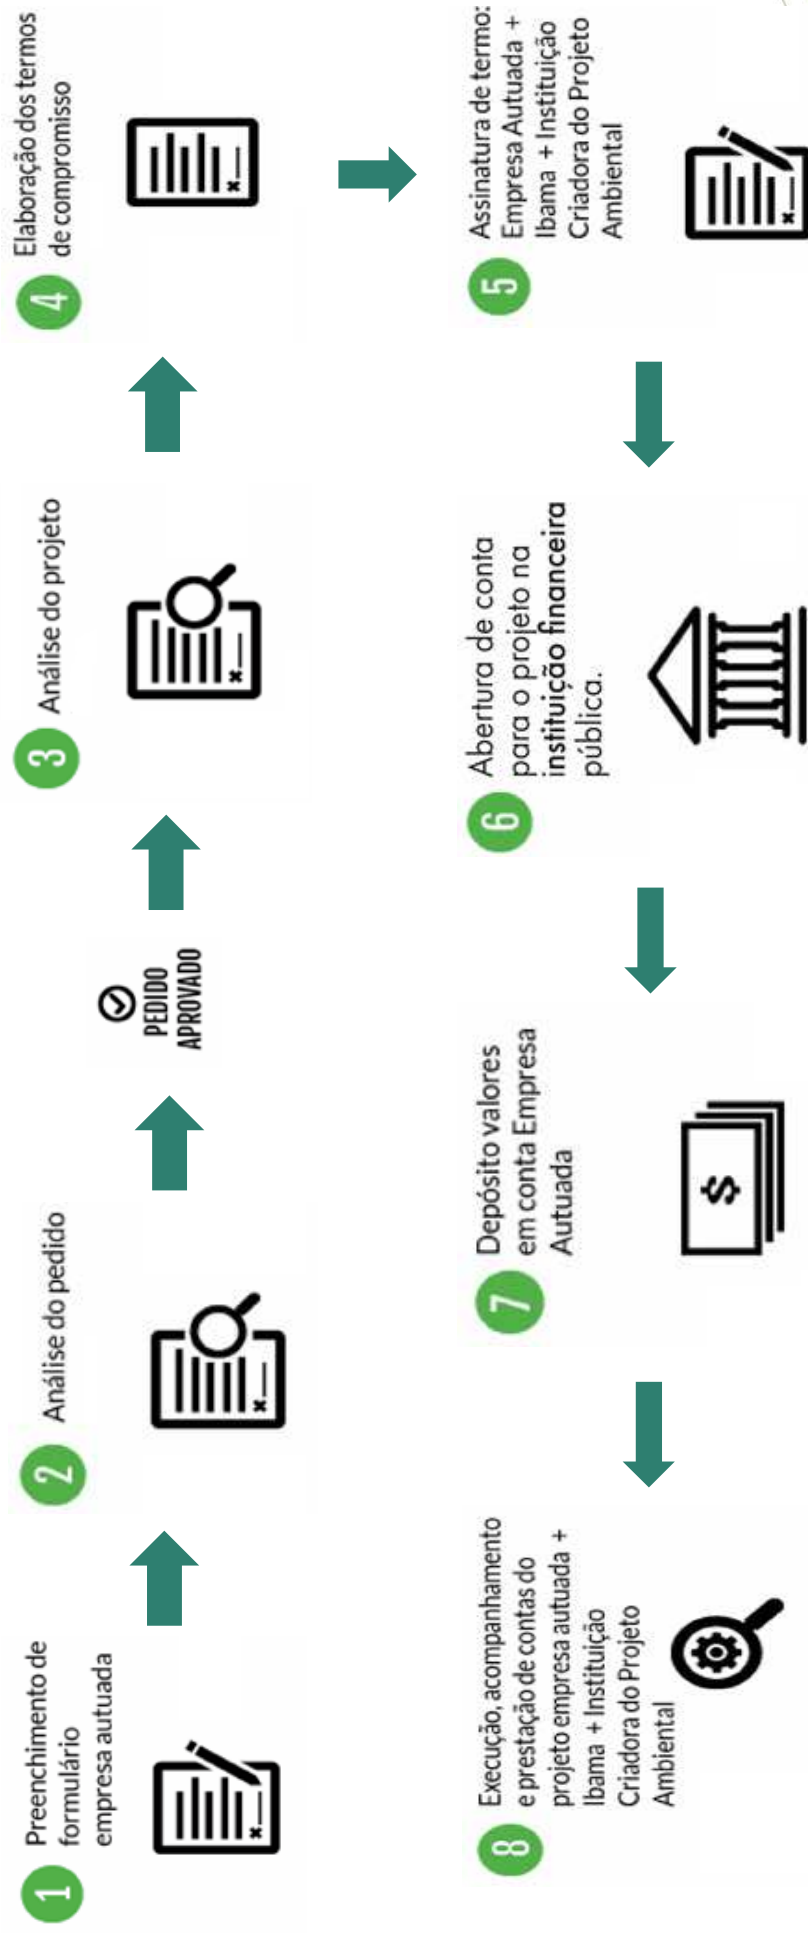 1
Preenchimento de
formulário
empresa autuada
2
Análise do pedido
PEDIDO
APROVADO
3
Análise do projeto
4
Elaboração dos termos
de compromisso
5
Assinatura de termo:
Empresa Autuada +
Ibama + Instituição
Criadora do Projeto
Ambiental
6
Abertura de conta
para o projeto na
instituição financeira
pública.
7
Depósito valores
em conta Empresa
Autuada
$
8
Execução, acompanhamento
e prestação de contas do
projeto empresa autuada +
Ibama + Instituição
Criadora do Projeto
Ambiental